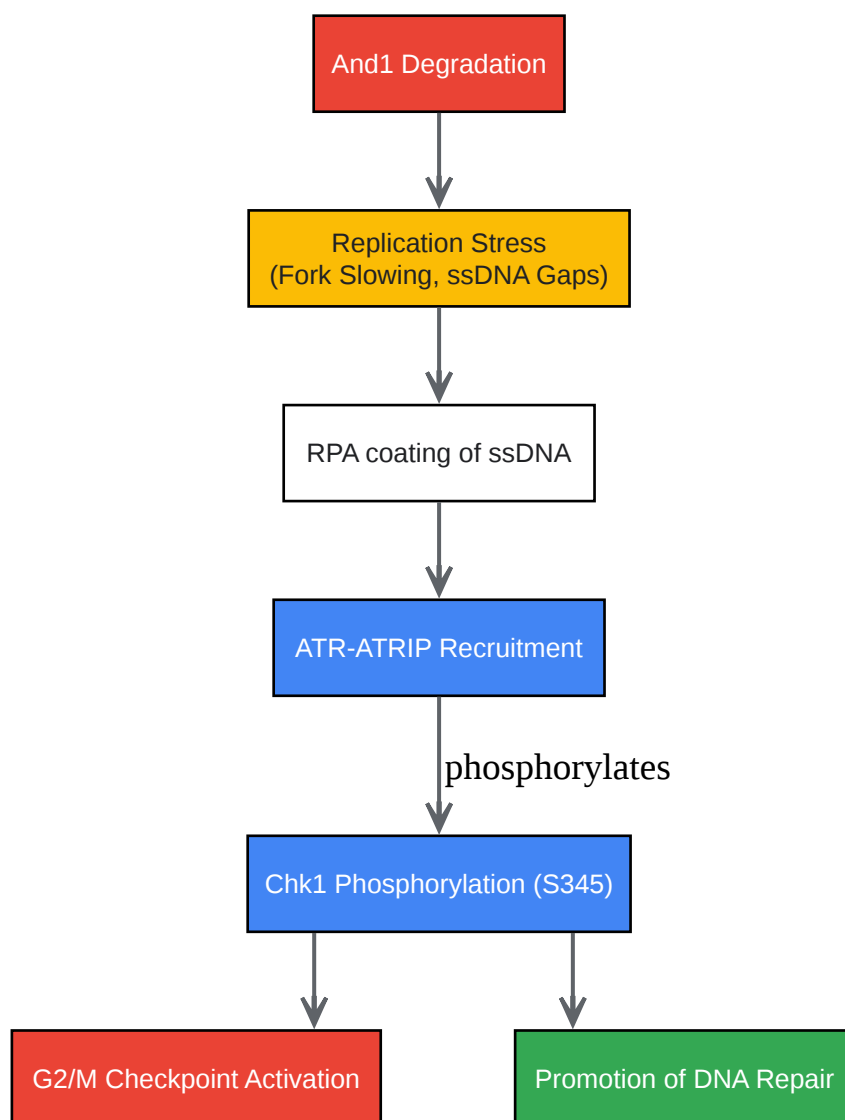 And1 Degradation
Replication Stress
(Fork Slowing, ssDNA Gaps)
RPA coating of ssDNA
ATR-ATRIP Recruitment
phosphorylates
Chk1 Phosphorylation (S345)
G2/M Checkpoint Activation
Promotion of DNA Repair